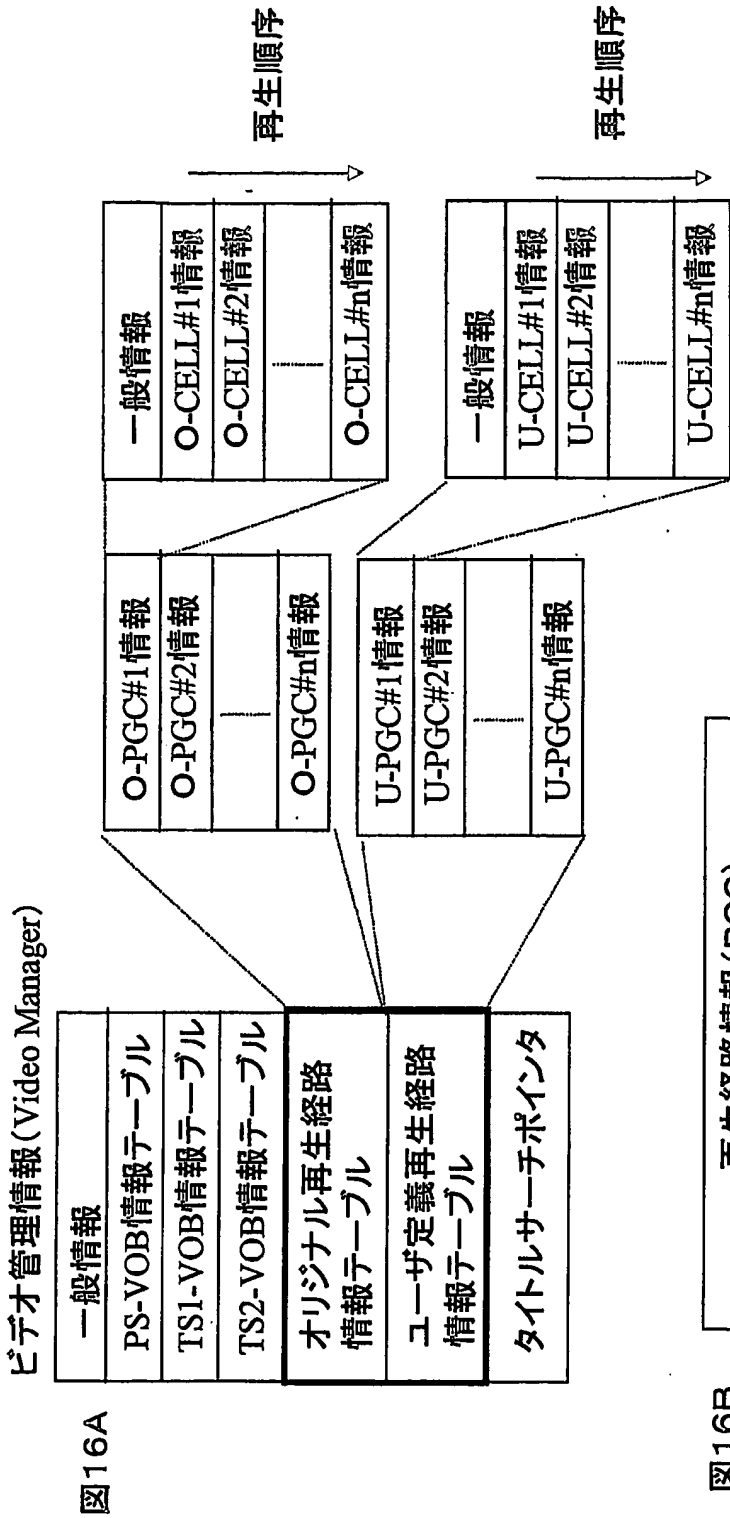 図16A
ビデオ管理情報(Video Manager)
一般情報
PS-VOB情報テーブル
TS1-VOB情報テーブル
TS2-VOB情報テーブル
オリジナル再生経路
情報テーブル
ユーザ定義再生経路
情報テーブル
タイトルサーチポインタ
O-PGC#1情報
O-PGC#2情報
O-PGC#n情報
U-PGC#1情報
U-PGC#2情報
U-PGC#n情報
一般情報
O-CELL#1情報
O-CELL#2情報
O-CELL#n情報
再生順序
一般情報
U-CELL#1情報
U-CELL#2情報
U-CELL#n情報
再生順序
図16B
再生経路情報(PGC)